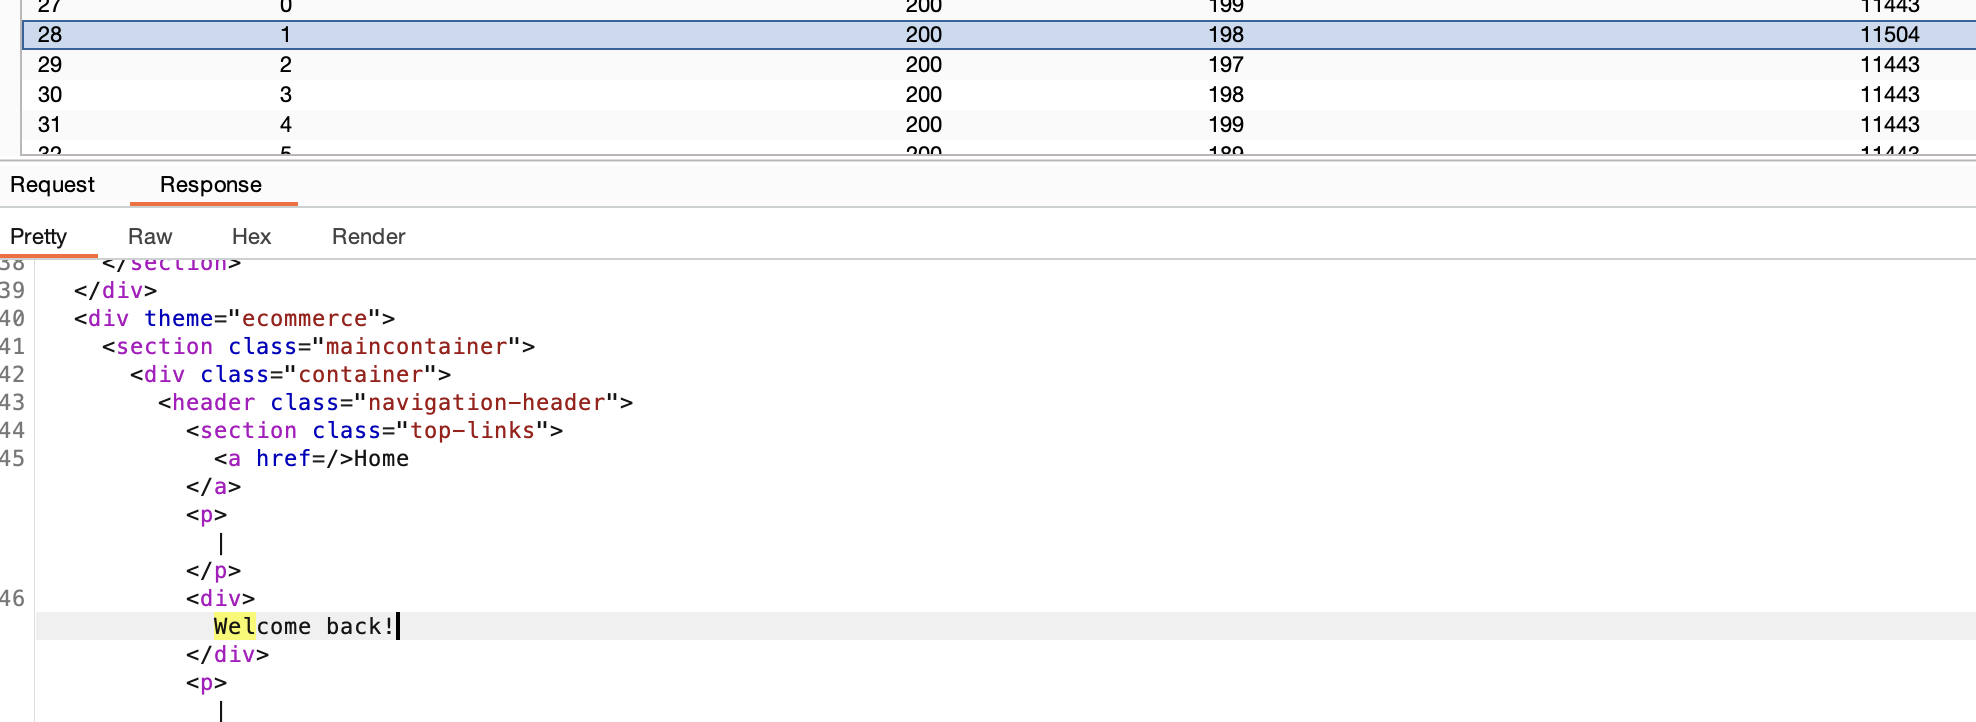 27 0 200 199 11443
28 1 200 198 11504
29 2 200 197 11443
30 3 200 198 11443
31 4 200 199 11443
32 5 200 189 11443
Request Response
Pretty Raw Hex Render
38 </section>
39 </div>
40 <div theme="ecommerce">
41 <section class="maincontainer">
42 <div class="container">
43 <header class="navigation-header">
44 <section class="top-links">
45 <a href=/>Home
</a>
<p>
|
</p>
46 <div>
Welcome back!
</div>
<p>
|